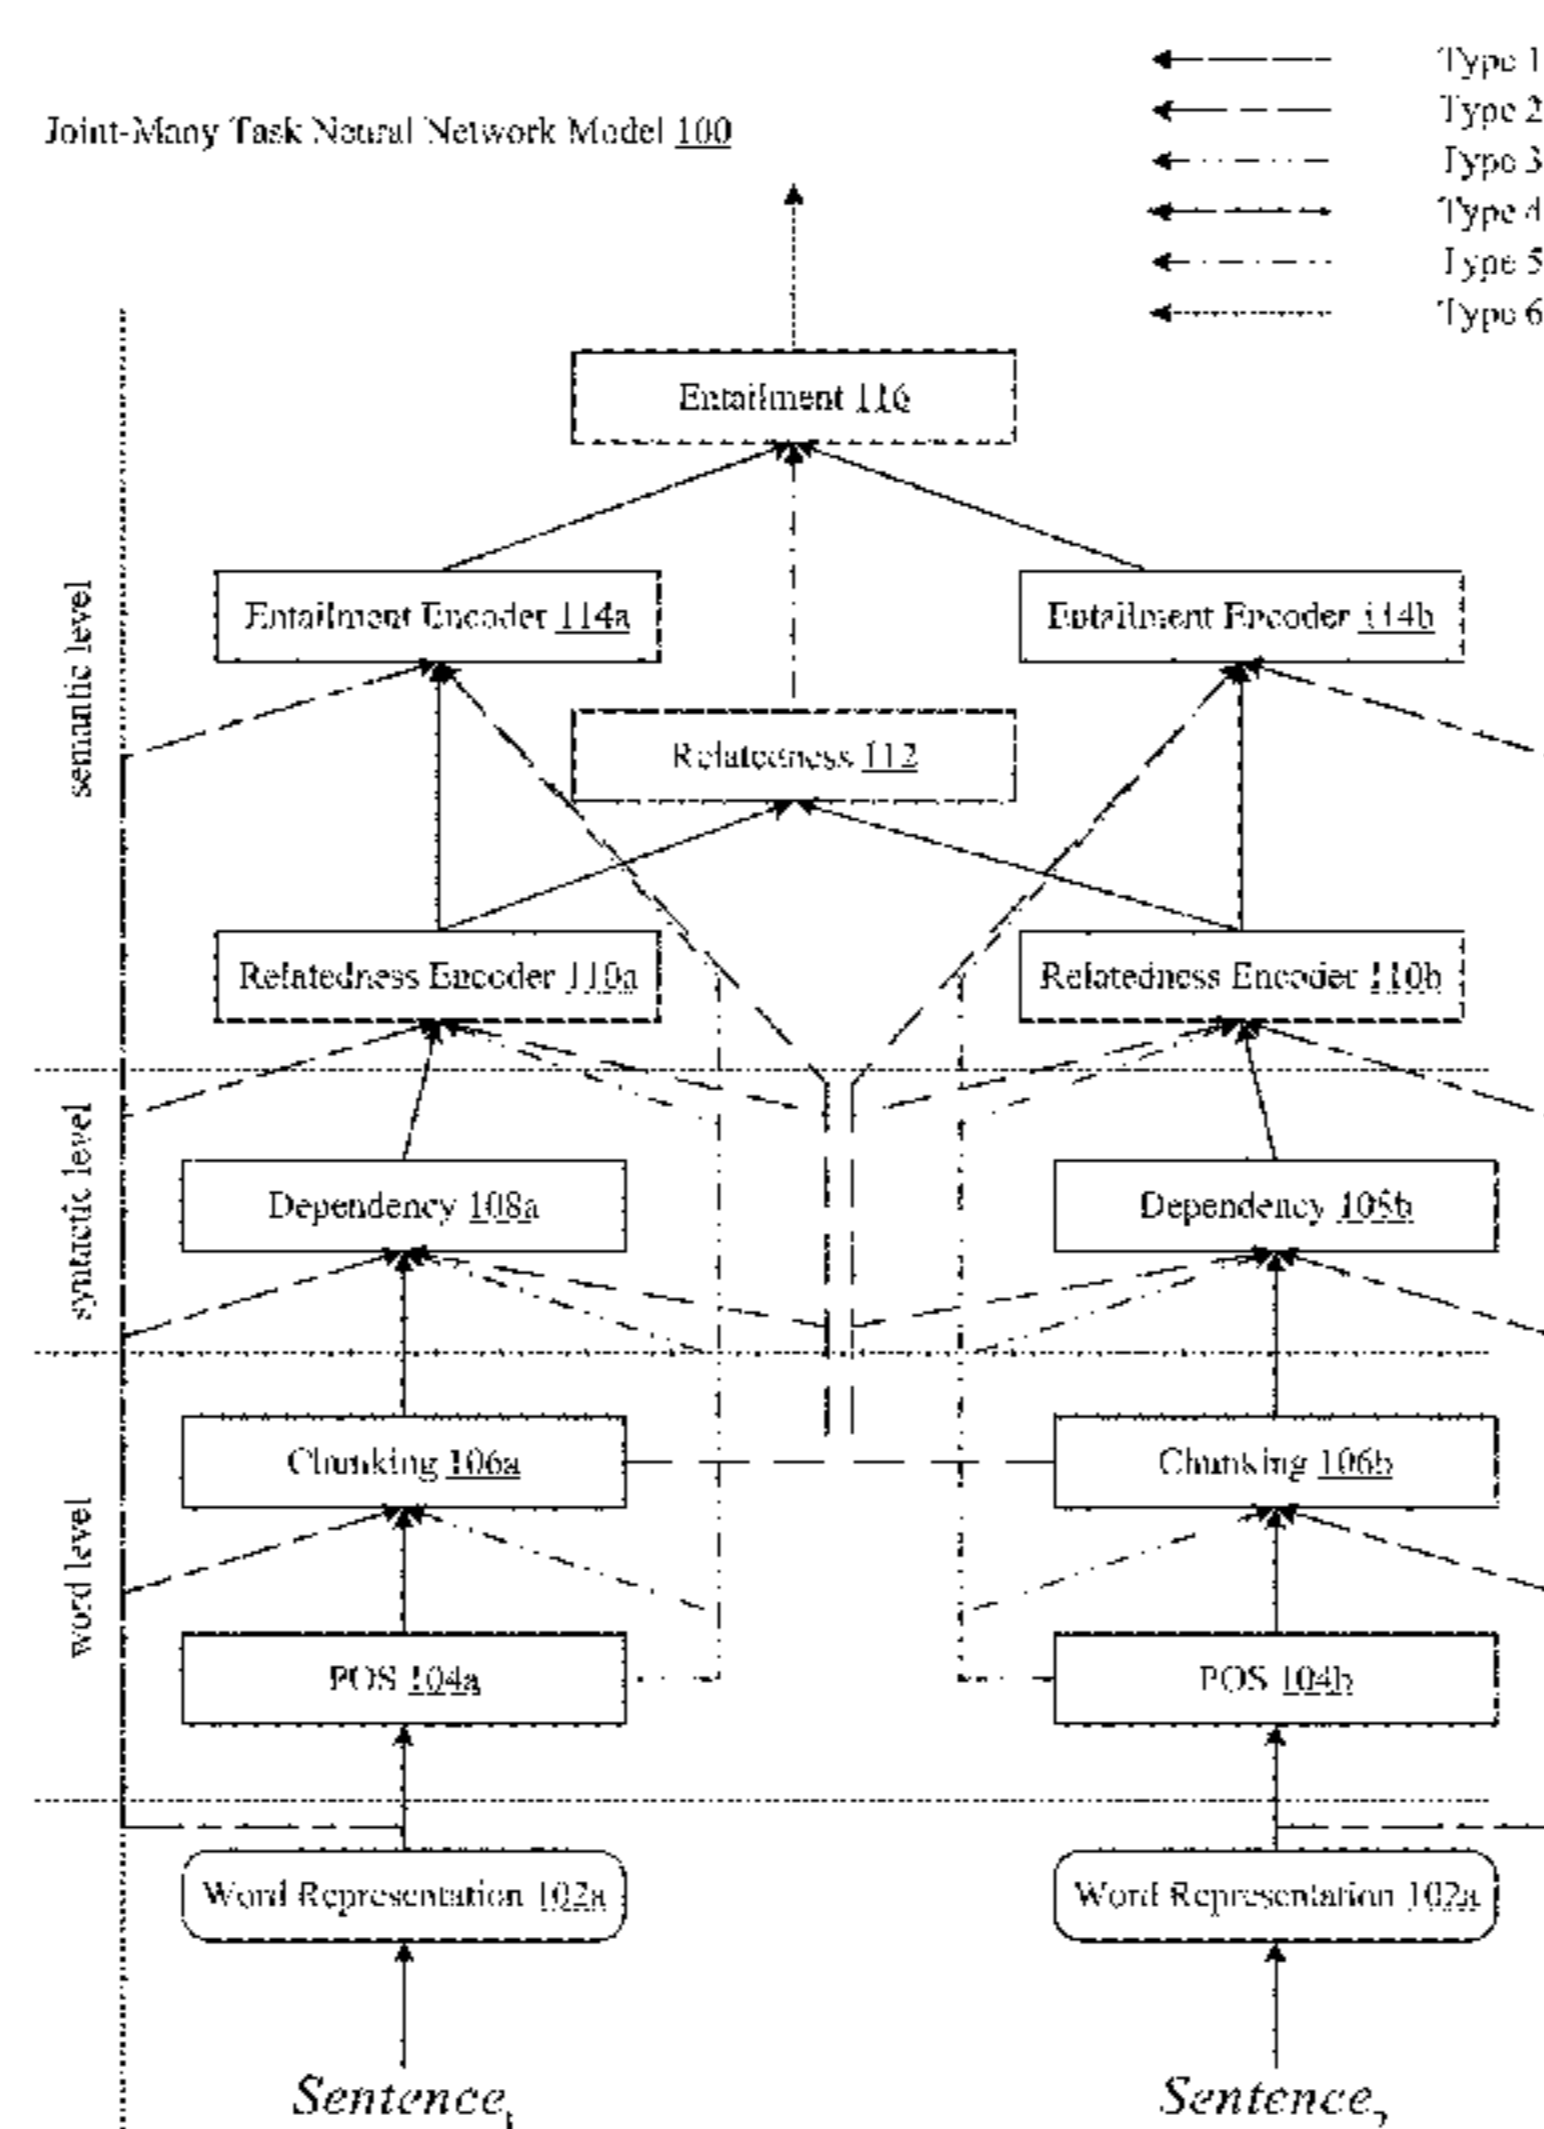 Type 1
Type 2
Joint-Many Task Neural Network Model 100
Type 3
Type 4
Type 5
Type 6
Entailment 116
semantic level
Entailment Encoder 114a
Entailment Encoder 114b
Relatedness 112
Relatedness Encoder 110a
Relatedness Encoder 110b
syntactic level
Dependency 108a
Dependency 108b
word level
Chunking 106a
Chunking 106b
POS 104a
POS 104b
Word Representation 102a
Word Representation 102a
Sentence1
Sentence2